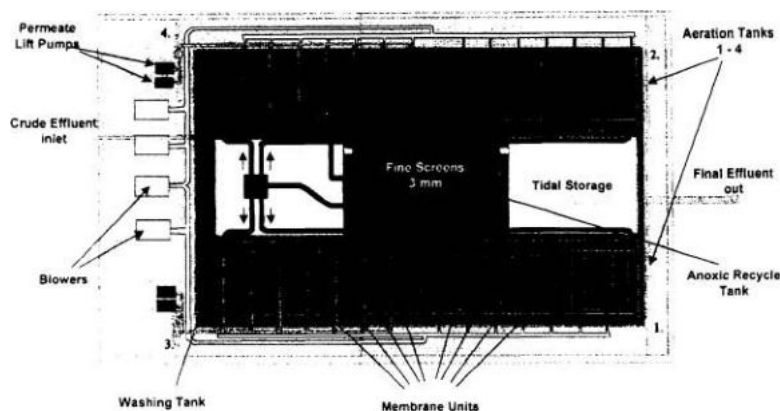 Permeate
Lift Pumps
4.
2.
Aeration Tanks
1 - 4
Crude Effluent
inlet
Fine Screens
3 mm
Tidal Storage
Final Effluent
out
Blowers
Anoxic Recycle
Tank
3.
1.
Washing Tank
Membrane Units